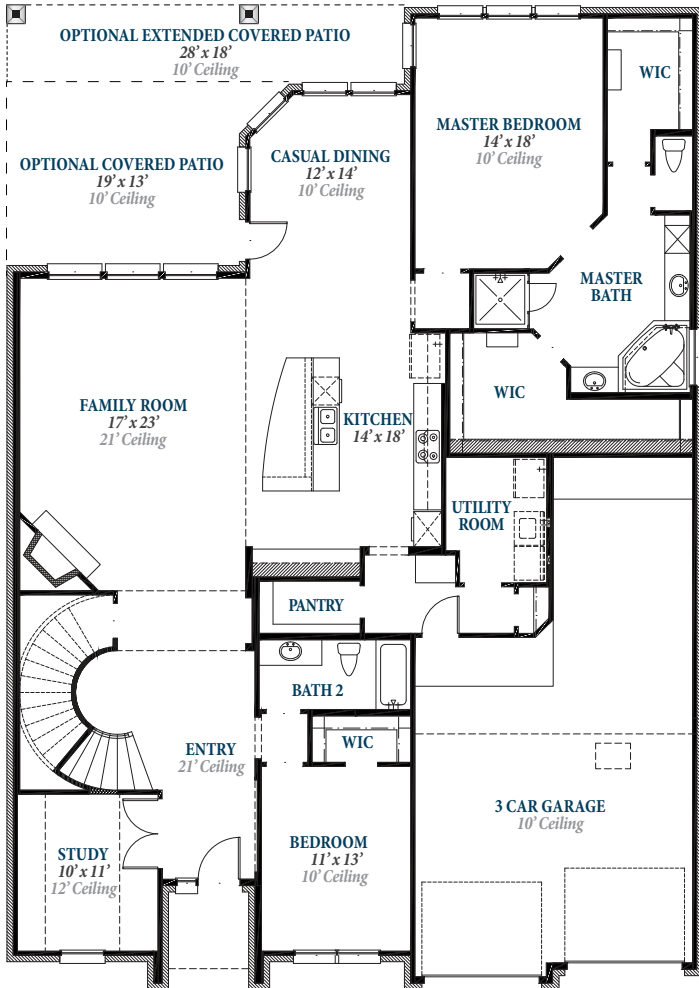 OPTIONAL EXTENDED COVERED PATIO
28' x 18'
10' Ceiling
WIC
MASTER BEDROOM
14' x 18'
10' Ceiling
OPTIONAL COVERED PATIO
19' x 13'
10' Ceiling
CASUAL DINING
12' x 14'
10' Ceiling
MASTER
BATH
FAMILY ROOM
17' x 23'
21' Ceiling
KITCHEN
14' x 18'
WIC
UTILITY
ROOM
PANTRY
BATH 2
WIC
ENTRY
21' Ceiling
3 CAR GARAGE
10' Ceiling
STUDY
10' x 11'
12' Ceiling
BEDROOM
11' x 13'
10' Ceiling